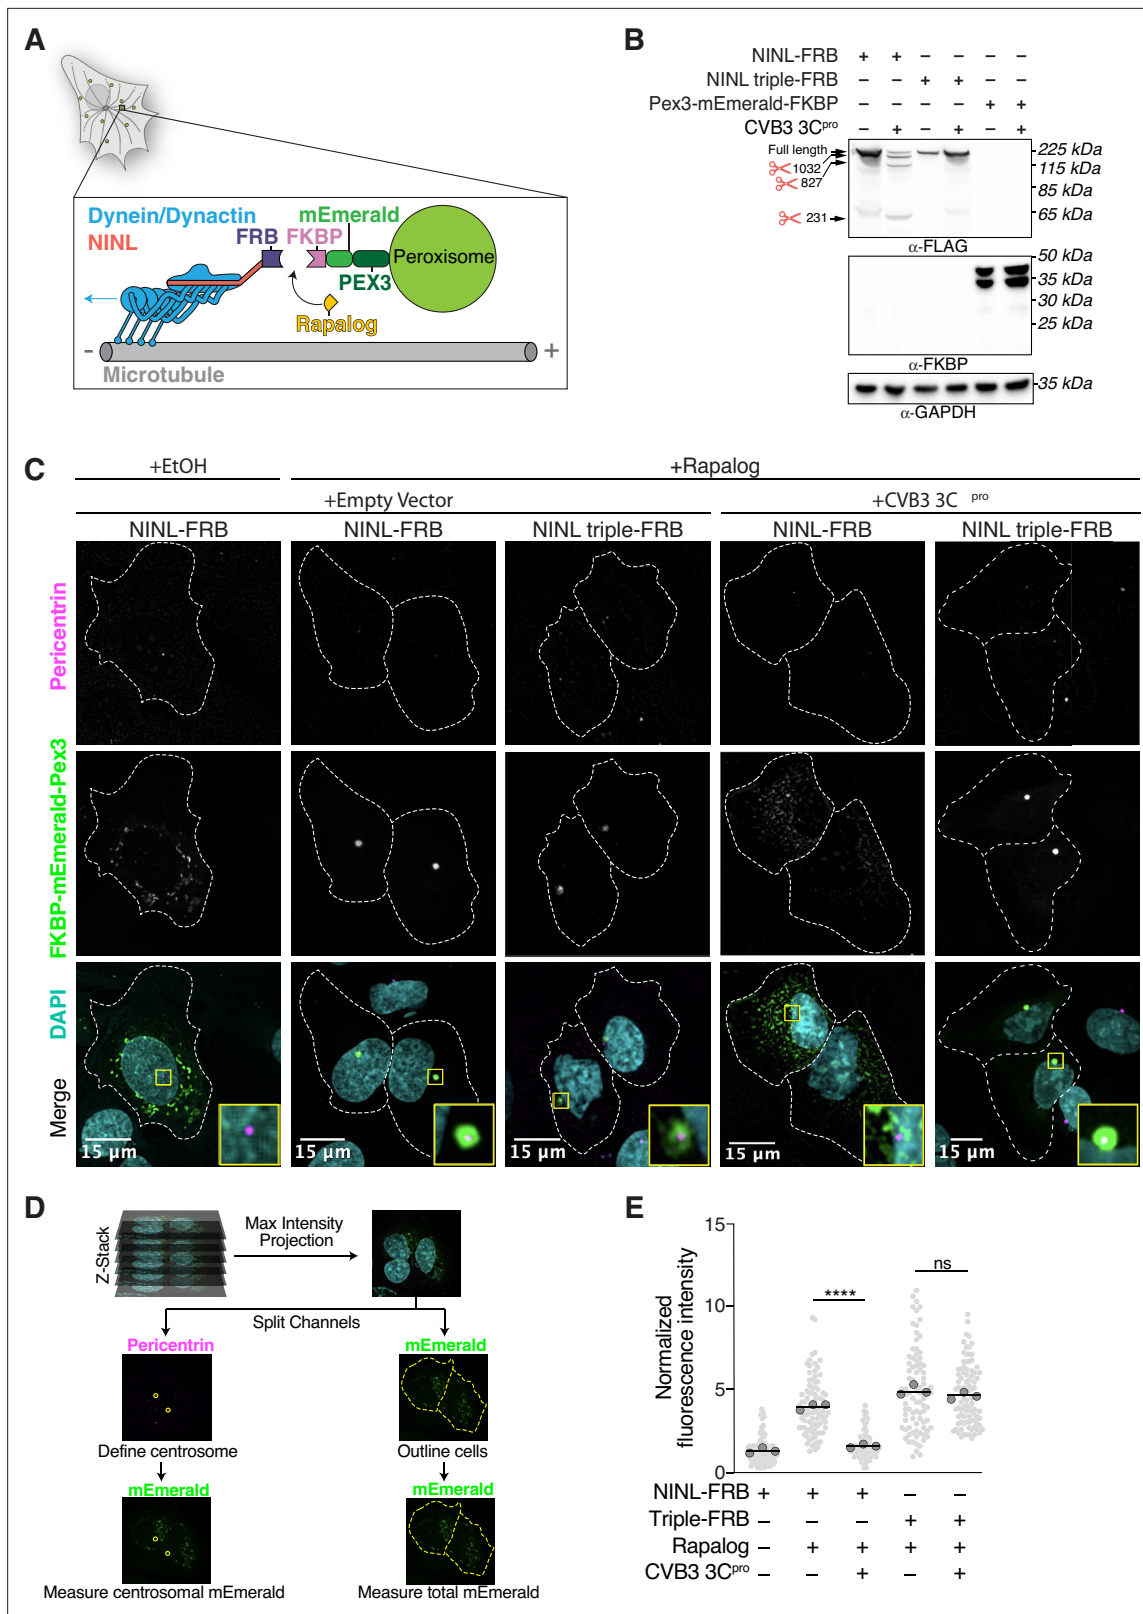 A
Dynein/Dynactin
NINL
FRB
FKBP
mEmerald
PEX3
Peroxisome
Rapalog
-
+
Microtubule
B
NINL-FRB + + – – – –
NINL triple-FRB – – + + – –
Pex3-mEmerald-FKBP – – – – + +
CVB3 3Cpro – + – + – +
Full length
1032
827
231
225 kDa
115 kDa
85 kDa
65 kDa
α-FLAG
50 kDa
35 kDa
30 kDa
25 kDa
α-FKBP
35 kDa
α-GAPDH
C
+EtOH
+Rapalog
+Empty Vector
+CVB3 3C pro
NINL-FRB
NINL-FRB
NINL triple-FRB
NINL-FRB
NINL triple-FRB
Pericentrin
FKBP-mEmerald-Pex3
Merge DAPI
15 μm
15 μm
15 μm
15 μm
15 μm
D
Z-Stack
Max Intensity
Projection
Split Channels
Pericentrin
mEmerald
Define centrosome
Outline cells
mEmerald
mEmerald
Measure centrosomal mEmerald
Measure total mEmerald
E
Normalized
fluorescence intensity
15
10
5
0
****
ns
NINL-FRB + + + – –
Triple-FRB – – – + +
Rapalog – + + + +
CVB3 3Cpro – – + – +